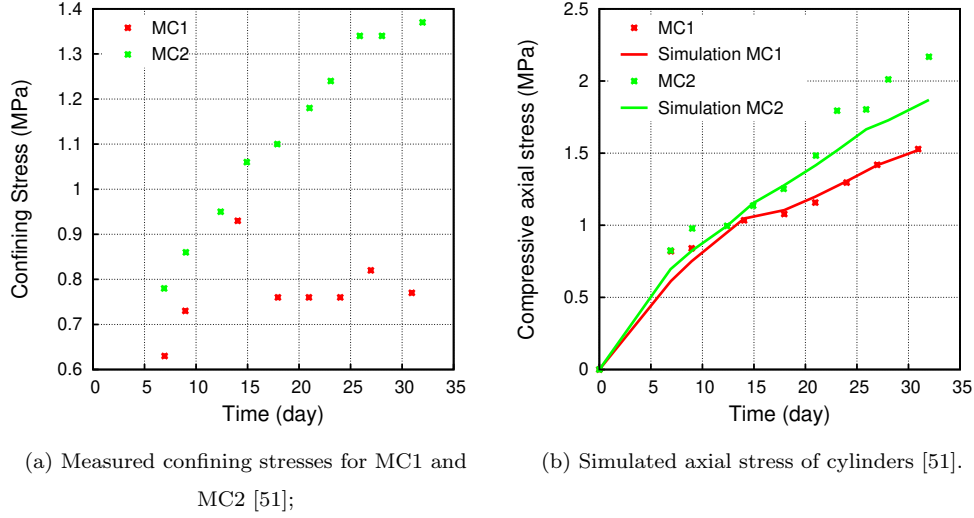 1.4
1.3
1.2
1.1
1
0.9
0.8
0.7
0.6
0 5 10 15 20 25 30 35
Confining Stress (MPa)
Time (day)
MC1
MC2
(a) Measured confining stresses for MC1 and
MC2 [51];
2.5
2
1.5
1
0.5
0
0 5 10 15 20 25 30 35
Compressive axial stress (MPa)
Time (day)
MC1
Simulation MC1
MC2
Simulation MC2
(b) Simulated axial stress of cylinders [51].